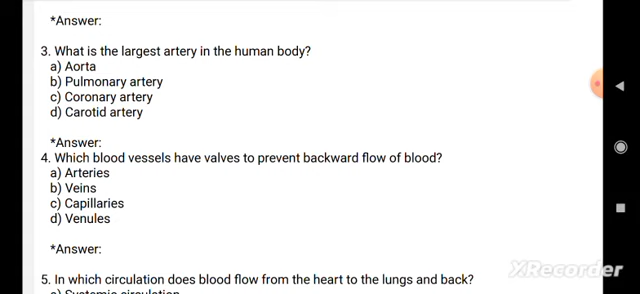 *Answer:
3. What is the largest artery in the human body?
a) Aorta
b) Pulmonary artery
c) Coronary artery
d) Carotid artery
*Answer:
4. Which blood vessels have valves to prevent backward flow of blood?
a) Arteries
b) Veins
c) Capillaries
d) Venules
*Answer:
XRecorder
5. In which circulation does blood flow from the heart to the lungs and back?
a) Systemic circulation